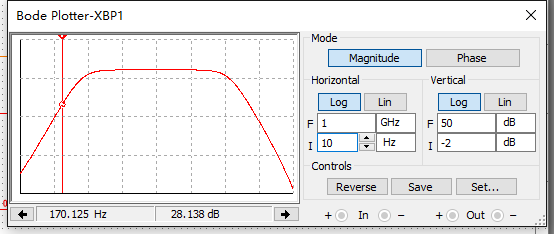 Bode Plotter-XBP1
Mode
Magnitude Phase
Horizontal Vertical
Log Lin Log Lin
F 1 GHz F 50 dB
I 10 Hz I -2 dB
Controls
Reverse Save Set...
170.125 Hz 28.138 dB
+ In − + Out −